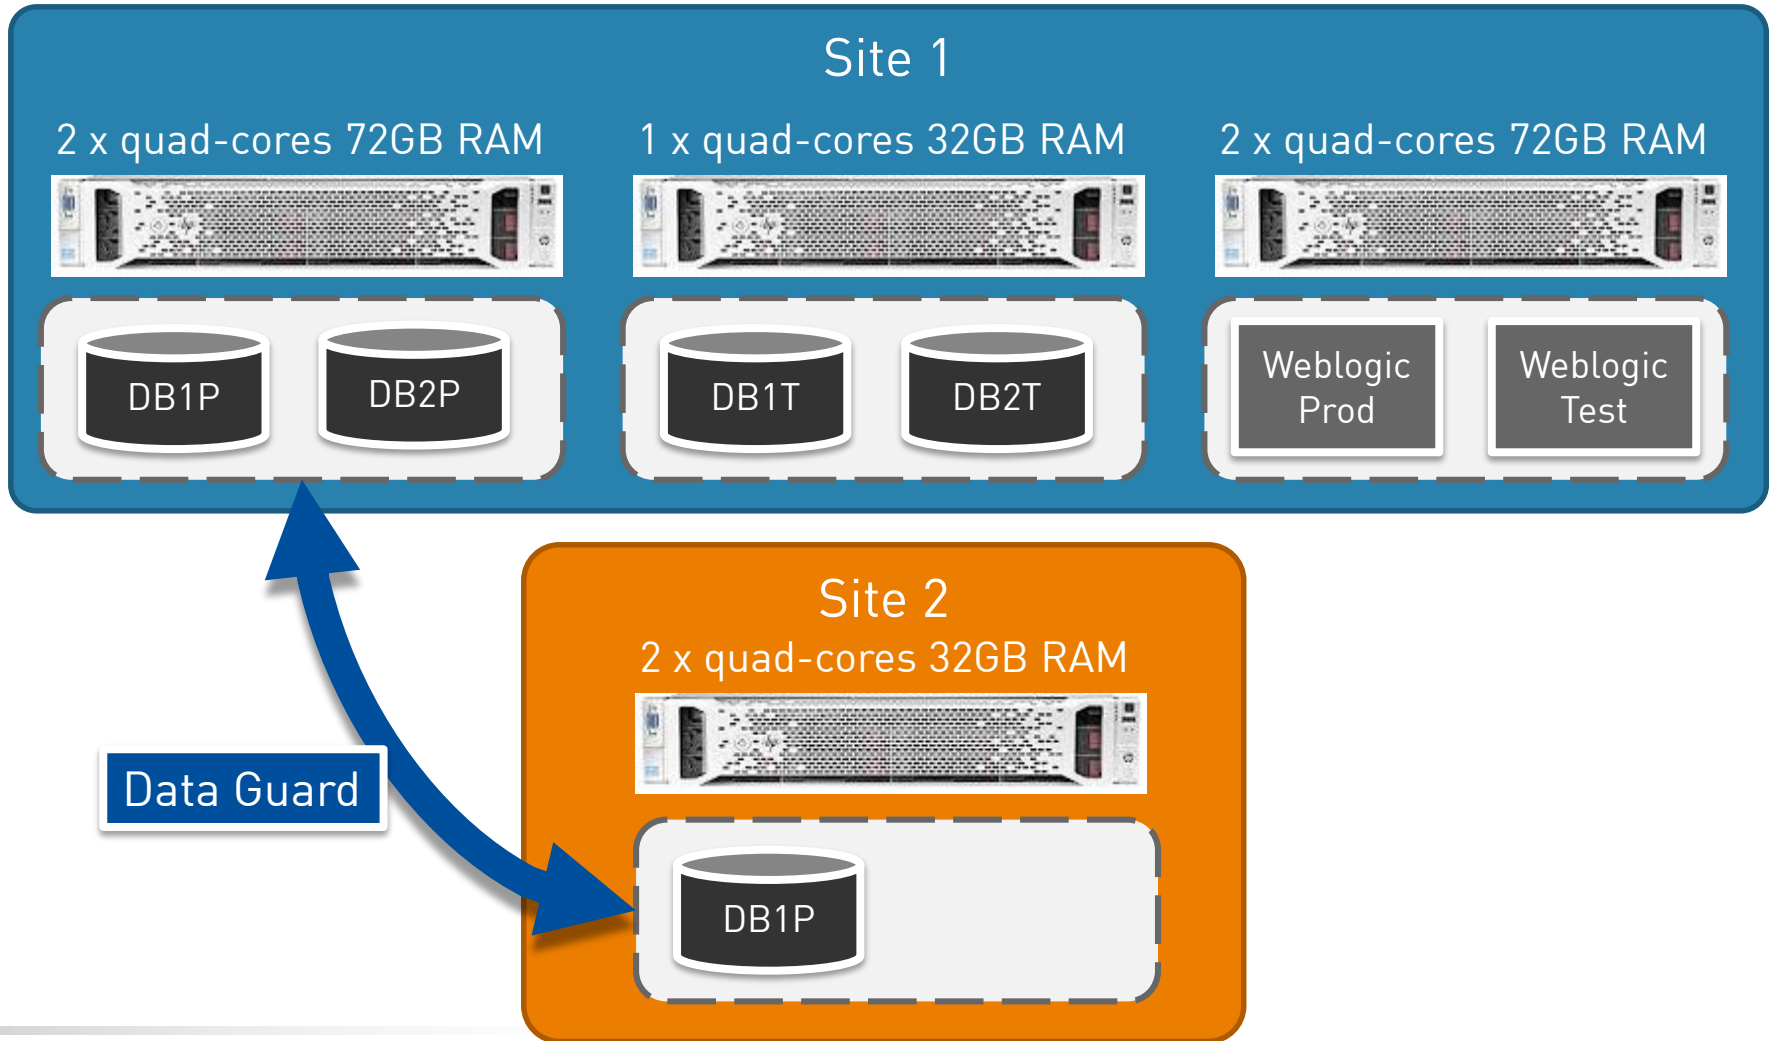 Site 1
2 x quad-cores 72GB RAM
1 x quad-cores 32GB RAM
2 x quad-cores 72GB RAM
DB1P
DB2P
DB1T
DB2T
Weblogic
Prod
Weblogic
Test
Site 2
2 x quad-cores 32GB RAM
Data Guard
DB1P